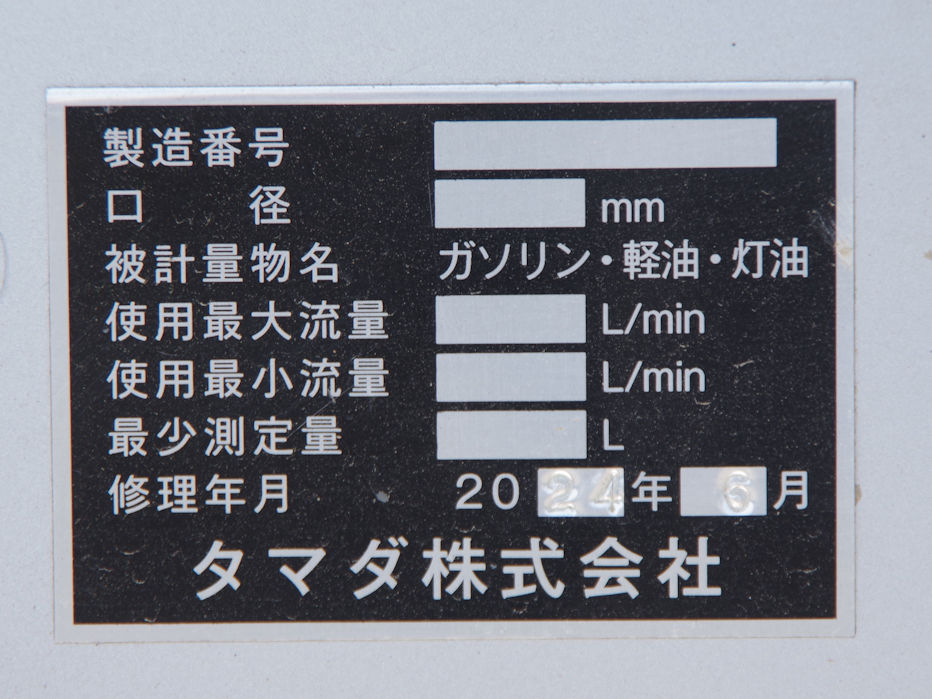 製造番号
口径 mm
被計量物名 ガソリン・軽油・灯油
使用最大流量 L/min
使用最小流量 L/min
最少測定量 L
修理年月 2024年 6月
タマダ株式会社